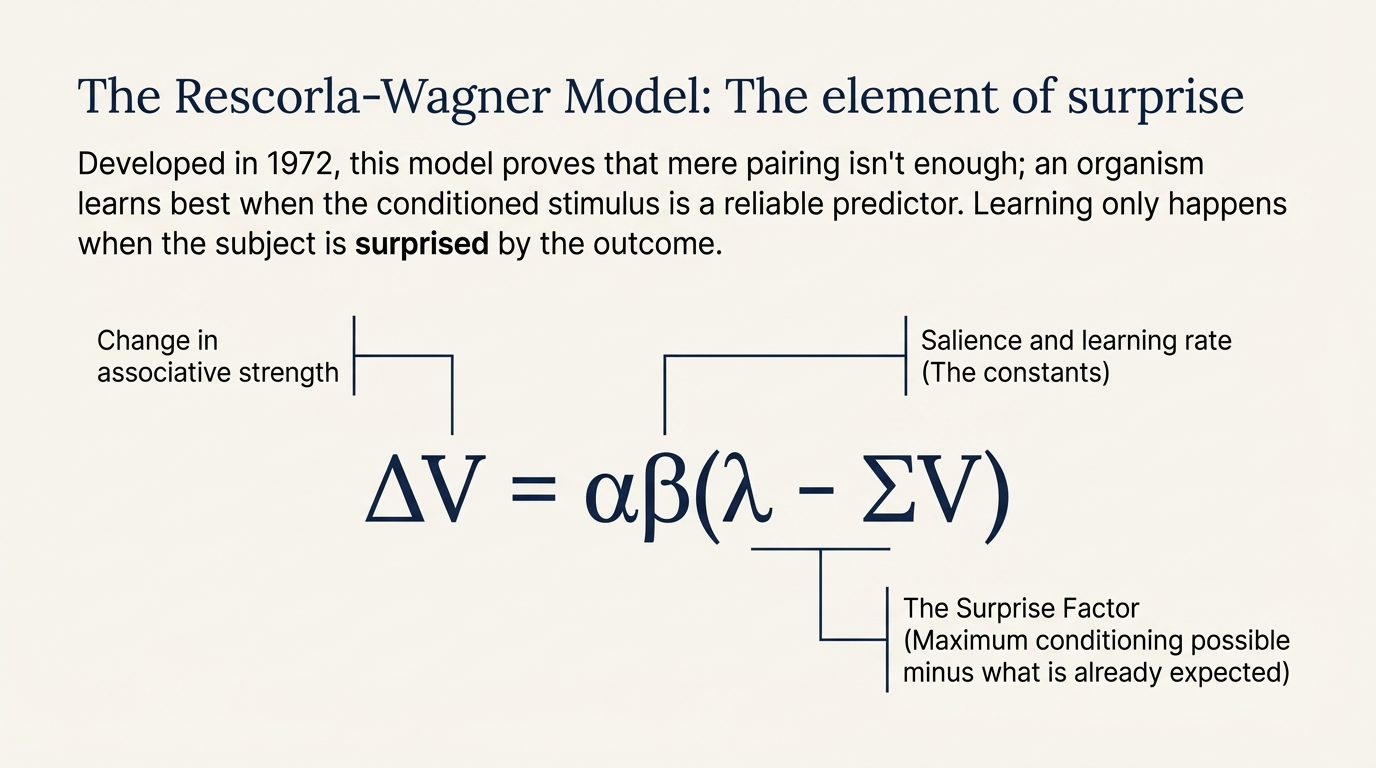 The Rescorla-Wagner Model: The element of surprise
Developed in 1972, this model proves that mere pairing isn't enough; an organism
learns best when the conditioned stimulus is a reliable predictor. Learning only happens
when the subject is surprised by the outcome.
Change in
associative strength
Salience and learning rate
(The constants)
ΔV = αβ(λ − ΣV)
The Surprise Factor
(Maximum conditioning possible
minus what is already expected)